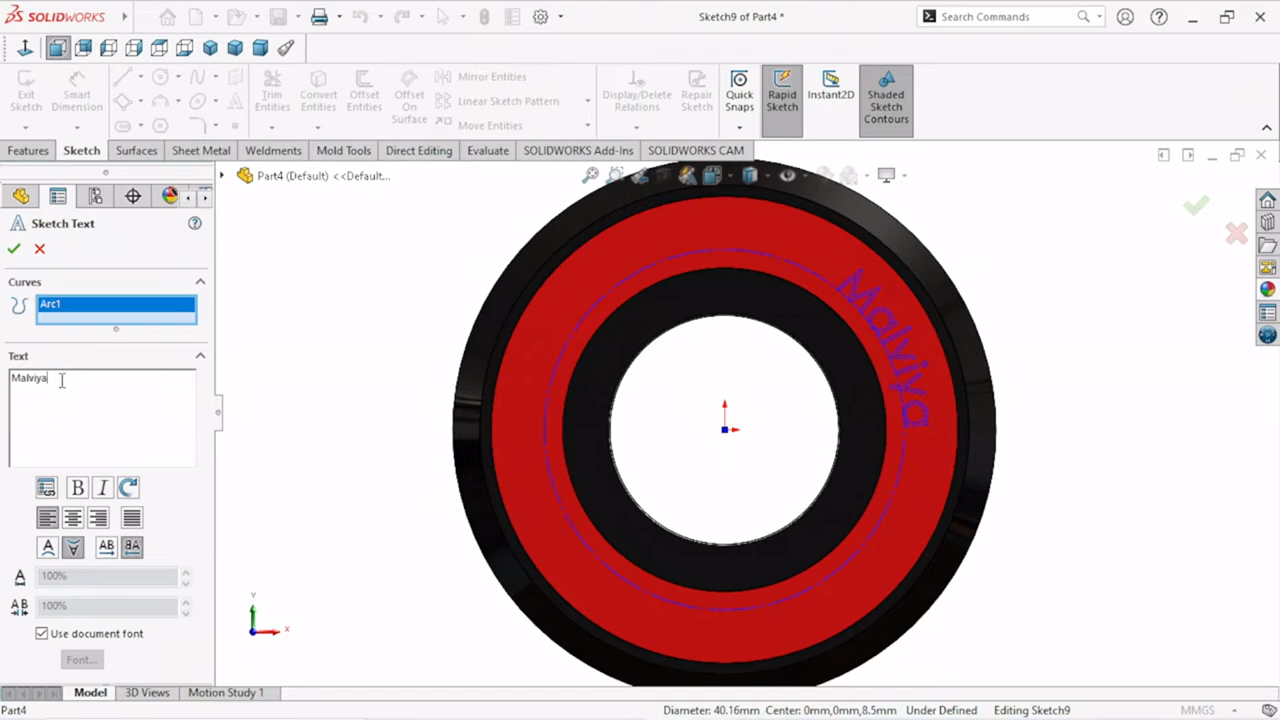 SOLIDWORKS
Sketch9 of Part4 *
Search Commands
Exit Sketch
Smart Dimension
Trim Entities
Convert Entities
Offset Entities
Offset On Surface
Mirror Entities
Linear Sketch Pattern
Move Entities
Display/Delete Relations
Repair Sketch
Quick Snaps
Rapid Sketch
Instant2D
Shaded Sketch Contours
Features
Sketch
Surfaces
Sheet Metal
Weldments
Mold Tools
Direct Editing
Evaluate
SOLIDWORKS Add-Ins
SOLIDWORKS CAM
Part4 (Default) <<Default...
Sketch Text
Curves
Arc1
Text
Malviya
B I
AB
100%
AB
100%
Use document font
Font...
Malviya
Y
X
Model
3D Views
Motion Study 1
Part4
Diameter: 40.16mm Center: 0mm,0mm,8.5mm
Under Defined
Editing Sketch9
MMGS